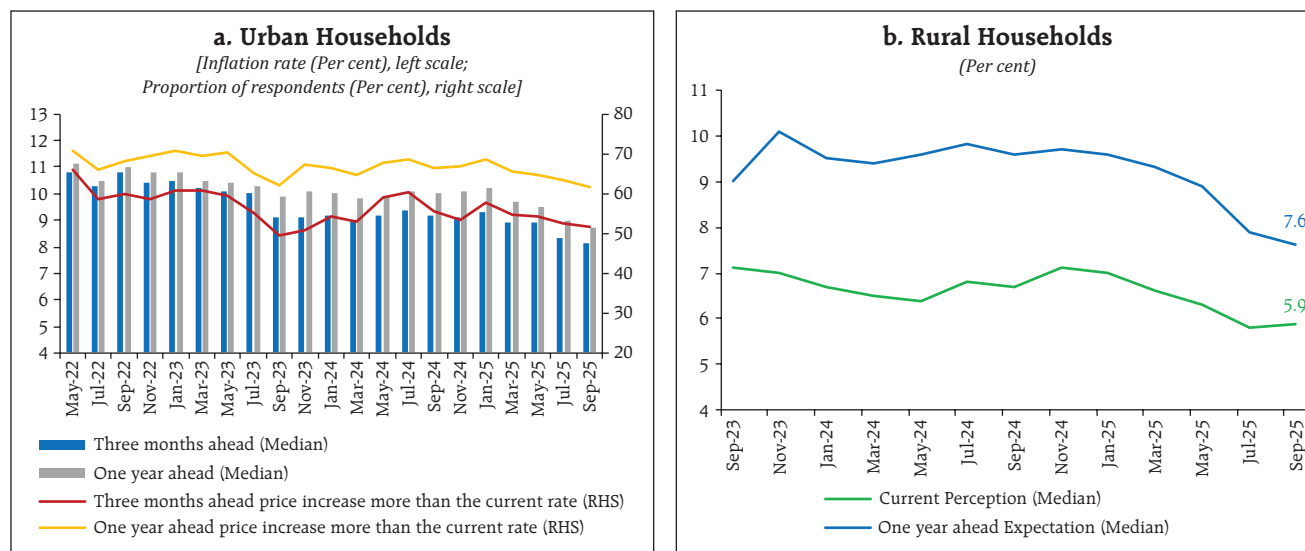 a. Urban Households
[Inflation rate (Per cent), left scale;
Proportion of respondents (Per cent), right scale]
13
12
11
10
9
8
7
6
5
4
80
70
60
50
40
30
20
May-22
Jul-22
Sep-22
Nov-22
Jan-23
Mar-23
May-23
Jul-23
Sep-23
Nov-23
Jan-24
Mar-24
May-24
Jul-24
Sep-24
Nov-24
Jan-25
Mar-25
May-25
Jul-25
Sep-25
Three months ahead (Median)
One year ahead (Median)
Three months ahead price increase more than the current rate (RHS)
One year ahead price increase more than the current rate (RHS)
b. Rural Households
(Per cent)
11
10
9
8
7
6
5
4
7.6
5.9
Sep-23
Nov-23
Jan-24
Mar-24
May-24
Jul-24
Sep-24
Nov-24
Jan-25
Mar-25
May-25
Jul-25
Sep-25
Current Perception (Median)
One year ahead Expectation (Median)